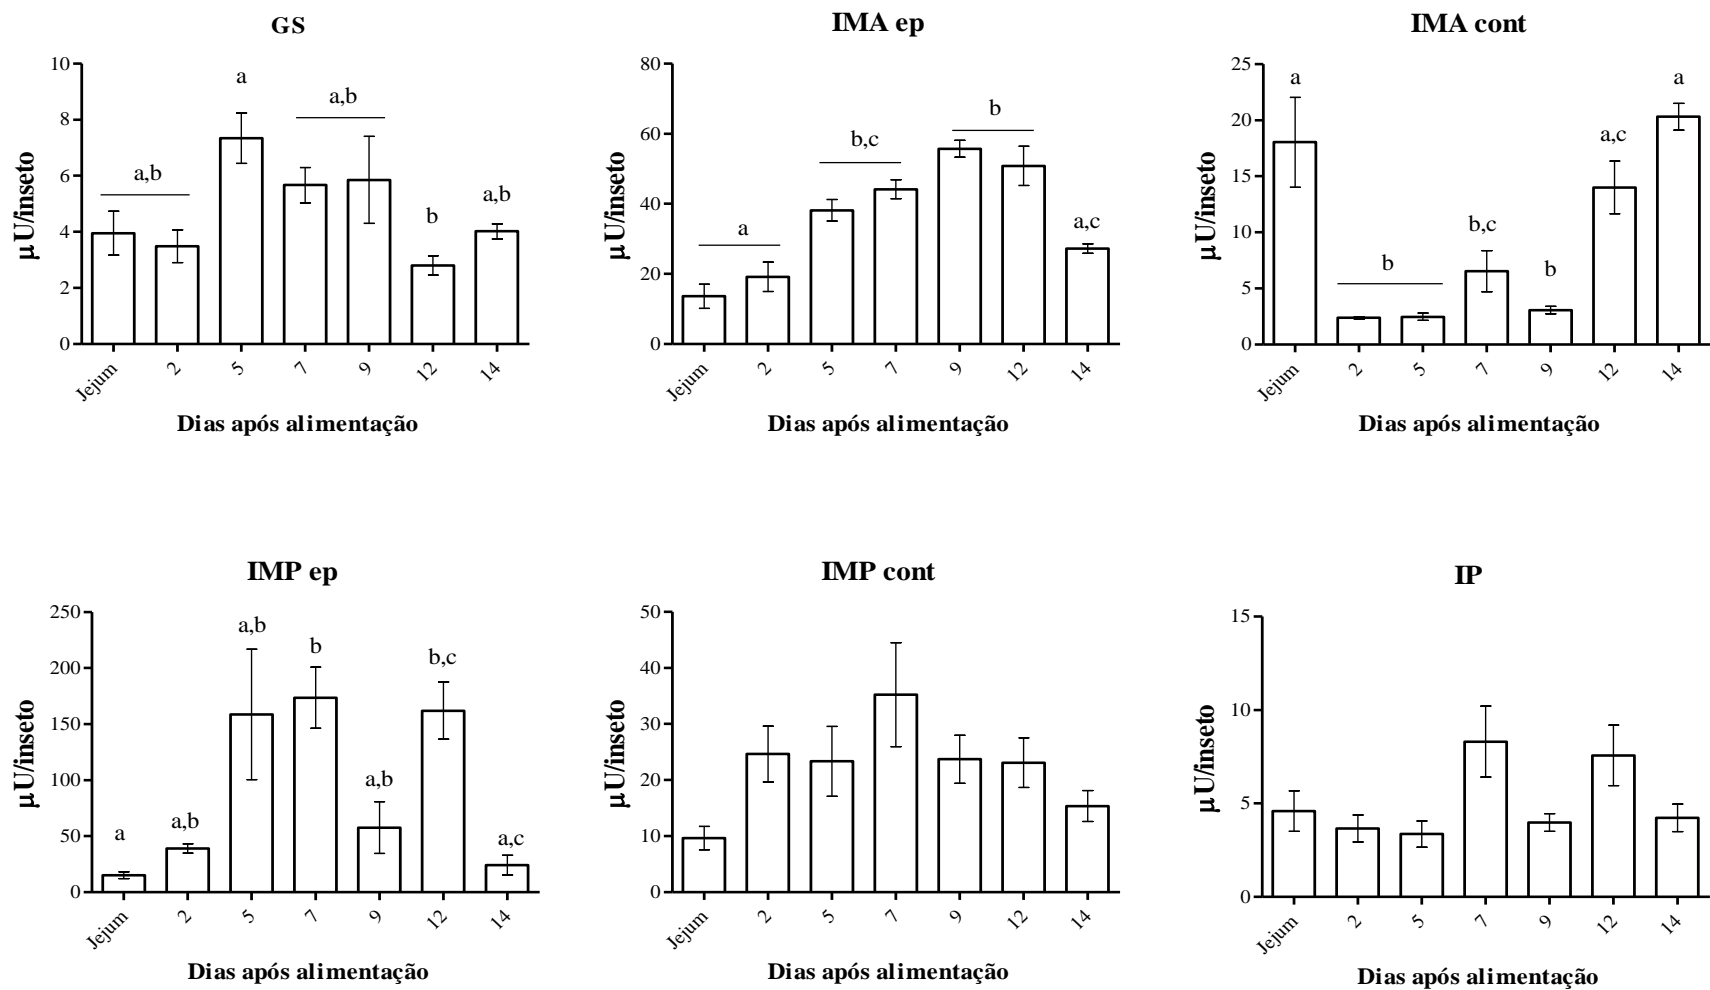 GS
10
8
6
4
2
0
µU/inseto
a,b
a
a,b
b
a,b
Jejum
2
5
7
9
12
14
Dias após alimentação
IMA ep
80
60
40
20
0
µU/inseto
a
b,c
b
a,c
Jejum
2
5
7
9
12
14
Dias após alimentação
IMA cont
25
20
15
10
5
0
µU/inseto
a
b
b,c
b
a,c
a
Jejum
2
5
7
9
12
14
Dias após alimentação
IMP ep
250
200
150
100
50
0
µU/inseto
a
a,b
a,b
b
a,b
b,c
a,c
Jejum
2
5
7
9
12
14
Dias após alimentação
IMP cont
50
40
30
20
10
0
µU/inseto
Jejum
2
5
7
9
12
14
Dias após alimentação
IP
15
10
5
0
µU/inseto
Jejum
2
5
7
9
12
14
Dias após alimentação